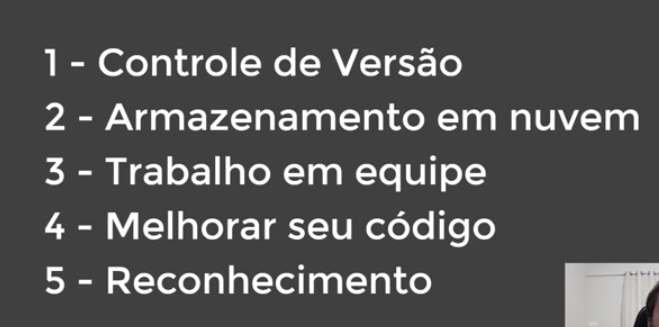 1 - Controle de Versão
2 - Armazenamento em nuvem
3 - Trabalho em equipe
4 - Melhorar seu código
5 - Reconhecimento